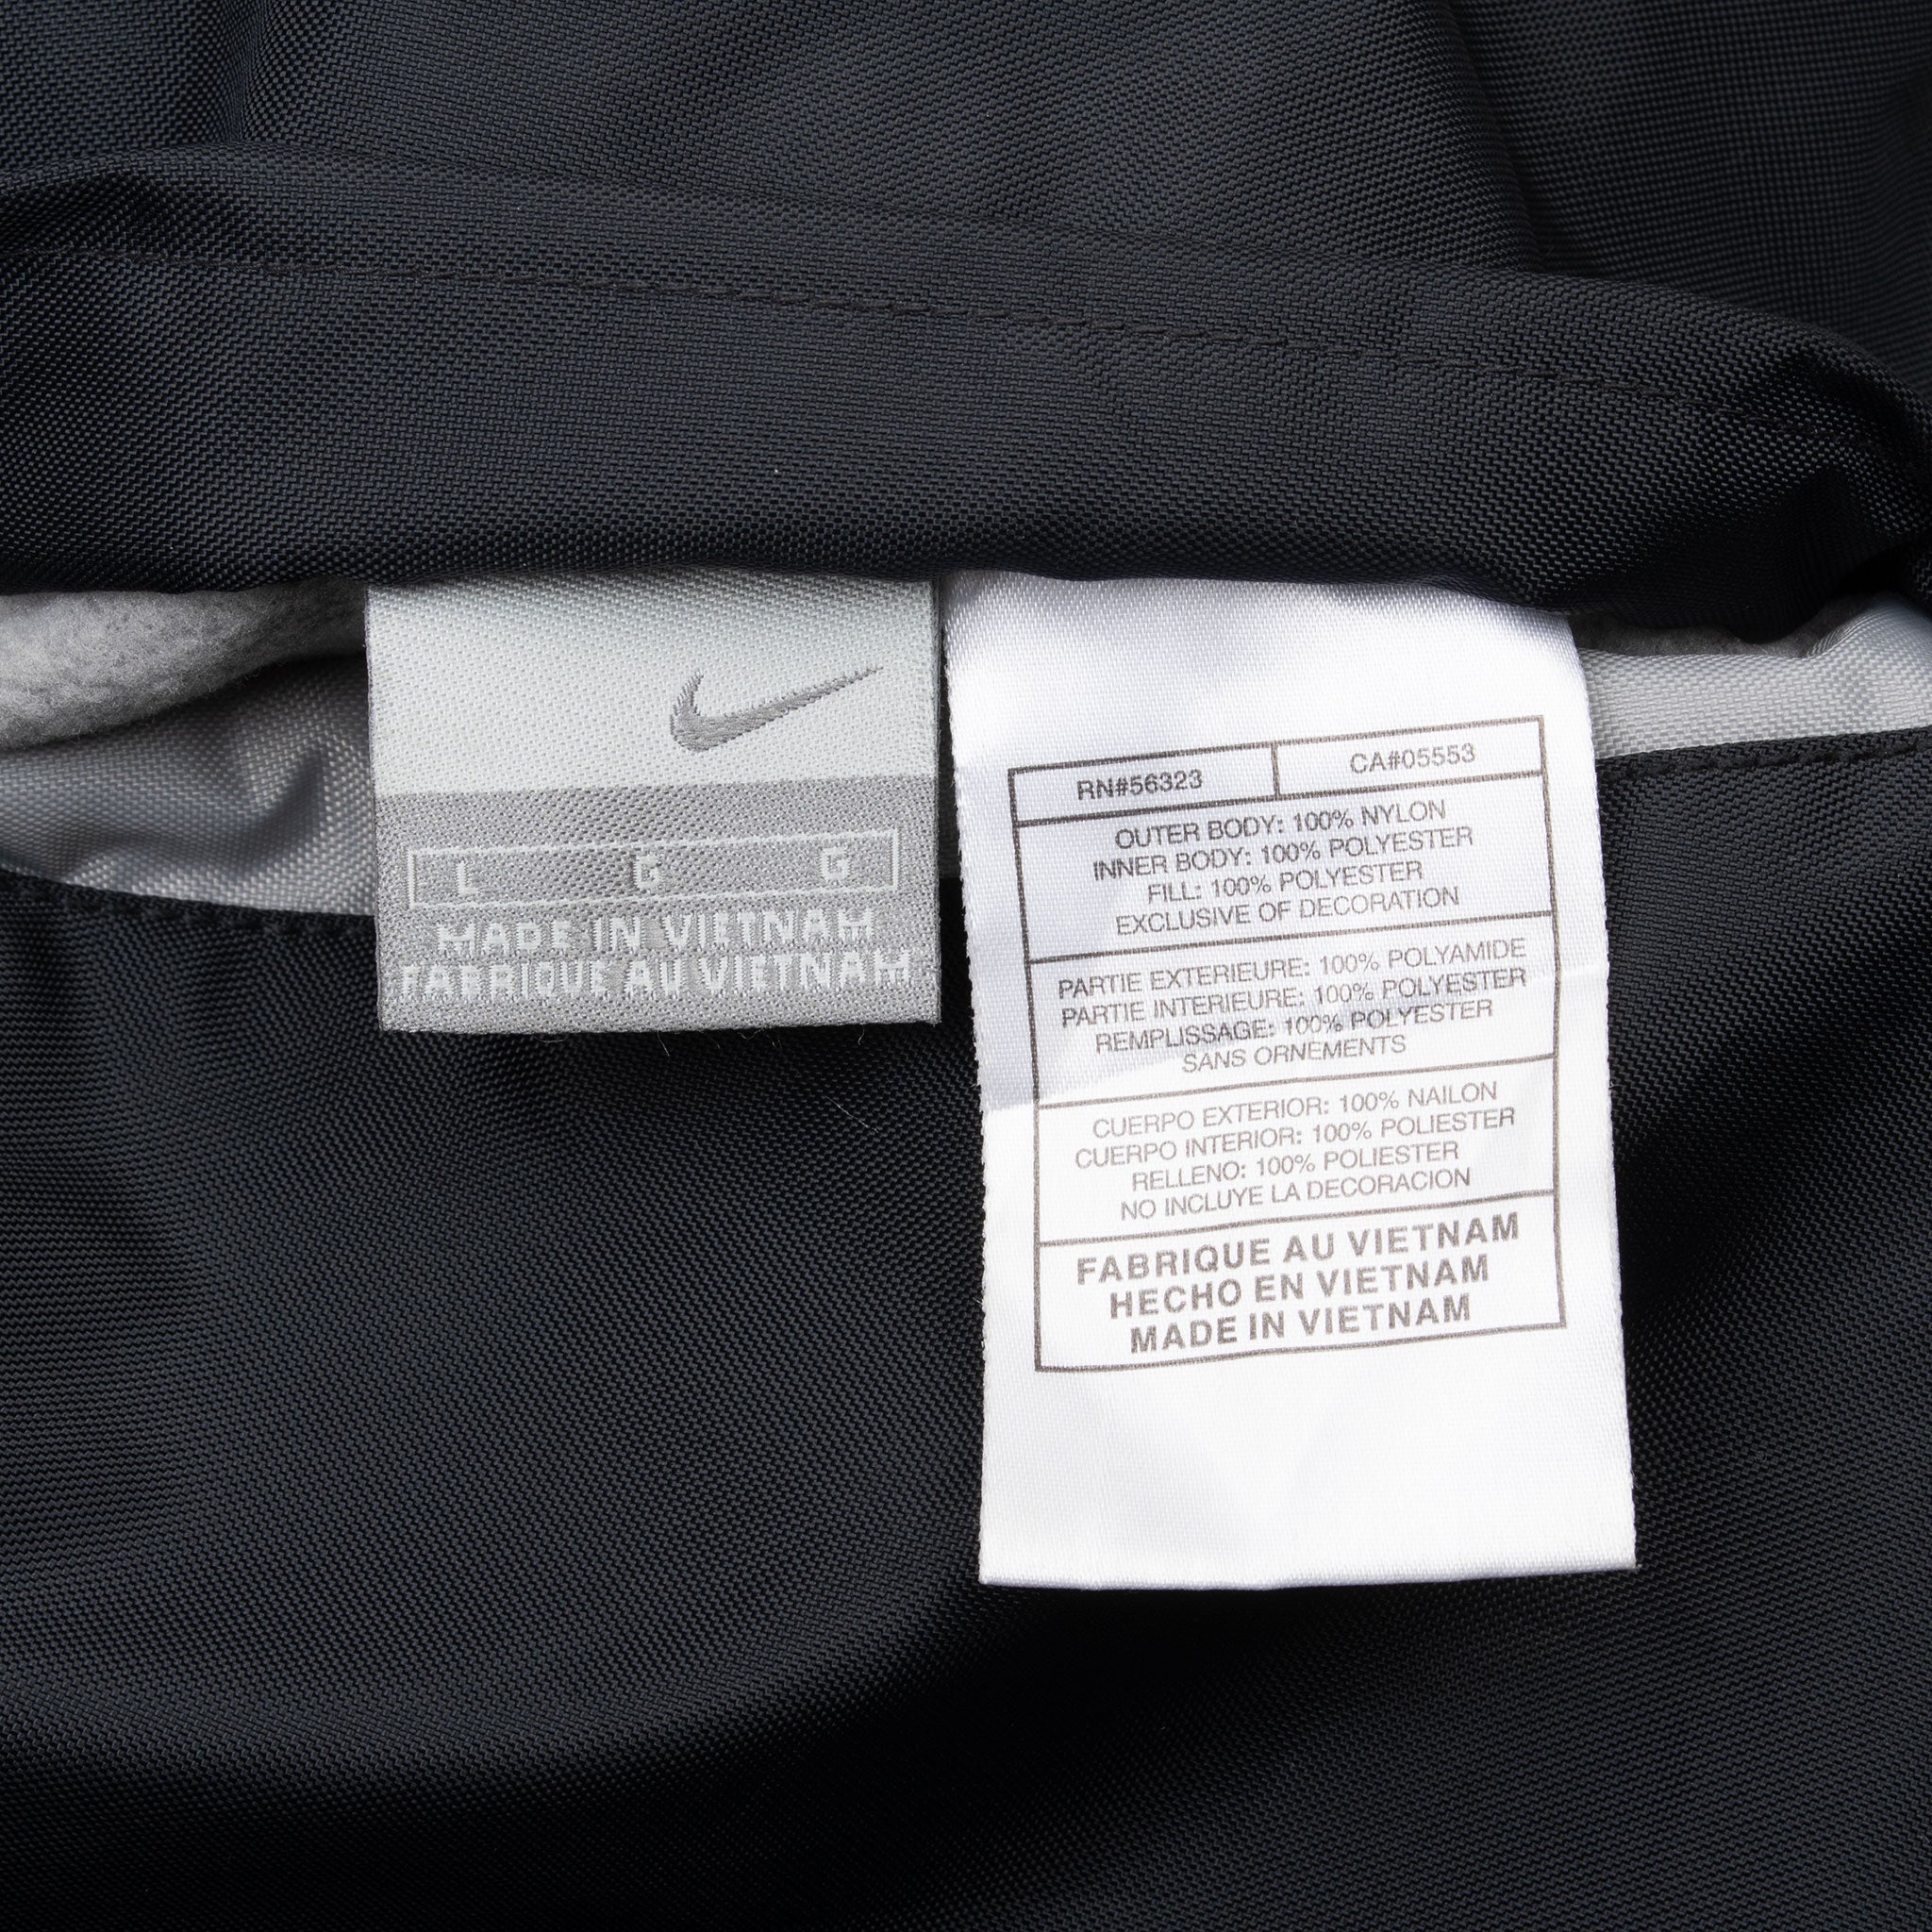 L G G
MADE IN VIETNAM
FABRIQUE AU VIETNAM
RN#56323 CA#05553
OUTER BODY: 100% NYLON
INNER BODY: 100% POLYESTER
FILL: 100% POLYESTER
EXCLUSIVE OF DECORATION
PARTIE EXTERIEURE: 100% POLYAMIDE
PARTIE INTERIEURE: 100% POLYESTER
REMPLISSAGE: 100% POLYESTER
SANS ORNEMENTS
CUERPO EXTERIOR: 100% NAILON
CUERPO INTERIOR: 100% POLIESTER
RELLENO: 100% POLIESTER
NO INCLUYE LA DECORACION
FABRIQUE AU VIETNAM
HECHO EN VIETNAM
MADE IN VIETNAM